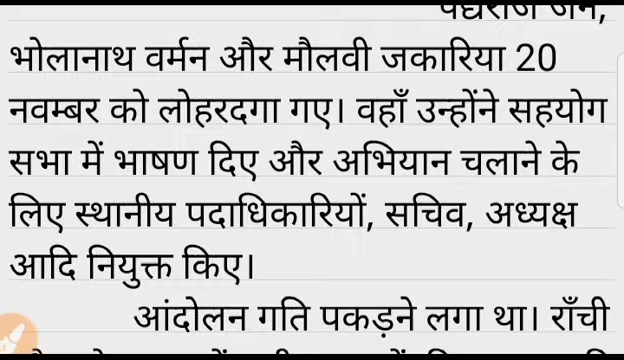 भोलानाथ वर्मन और मौलवी जकारिया 20
नवम्बर को लोहरदगा गए। वहाँ उन्होंने सहयोग
सभा में भाषण दिए और अभियान चलाने के
लिए स्थानीय पदाधिकारियों, सचिव, अध्यक्ष
आदि नियुक्त किए।
आंदोलन गति पकड़ने लगा था। राँची